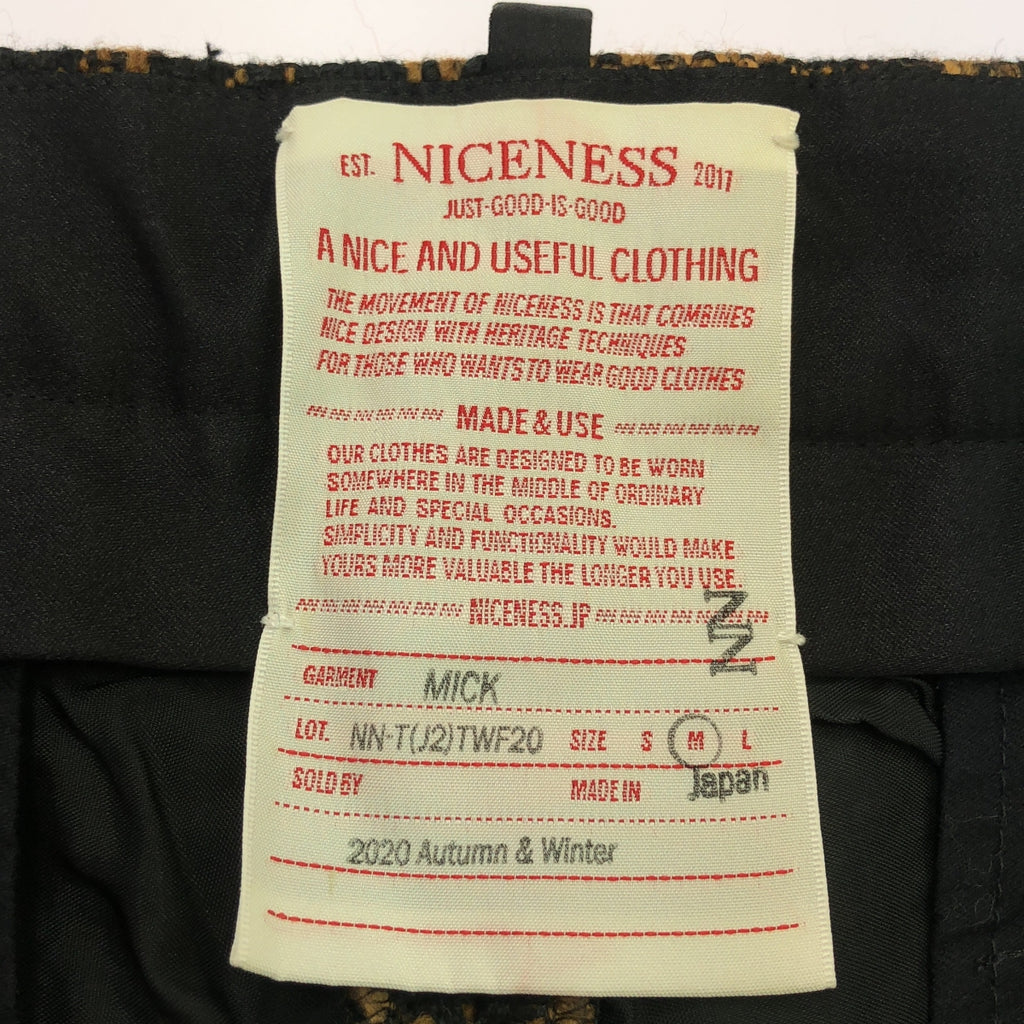 EST. NICENESS 2017
JUST-GOOD-IS-GOOD
A NICE AND USEFUL CLOTHING
THE MOVEMENT OF NICENESS IS THAT COMBINES
NICE DESIGN WITH HERITAGE TECHNIQUES
FOR THOSE WHO WANTS TO WEAR GOOD CLOTHES
MADE & USE
OUR CLOTHES ARE DESIGNED TO BE WORN
SOMEWHERE IN THE MIDDLE OF ORDINARY
LIFE AND SPECIAL OCCASIONS.
SIMPLICITY AND FUNCTIONALITY WOULD MAKE
YOURS MORE VALUABLE THE LONGER YOU USE.
NICENESS.JP
NN
GARMENT MICK
LOT. NN-T(J2)TWF20 SIZE S M L
SOLD BY MADE IN Japan
2020 Autumn & Winter